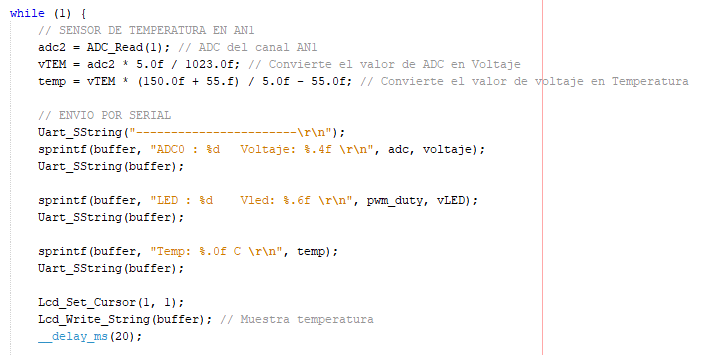 while (1) {
// SENSOR DE TEMPERATURA EN AN1
adc2 = ADC_Read(1); // ADC del canal AN1
vTEM = adc2 * 5.0f / 1023.0f; // Convierte el valor de ADC en Voltaje
temp = vTEM * (150.0f + 55.f) / 5.0f - 55.0f; // Convierte el valor de voltaje en Temperatura
// ENVIO POR SERIAL
Uart_SString("-----------------------\r\n");
sprintf(buffer, "ADC0 : %d   Voltaje: %.4f \r\n", adc, voltaje);
Uart_SString(buffer);
sprintf(buffer, "LED : %d    Vled: %.6f \r\n", pwm_duty, vLED);
Uart_SString(buffer);
sprintf(buffer, "Temp: %.0f C \r\n", temp);
Uart_SString(buffer);
Lcd_Set_Cursor(1, 1);
Lcd_Write_String(buffer); // Muestra temperatura
__delay_ms(20);